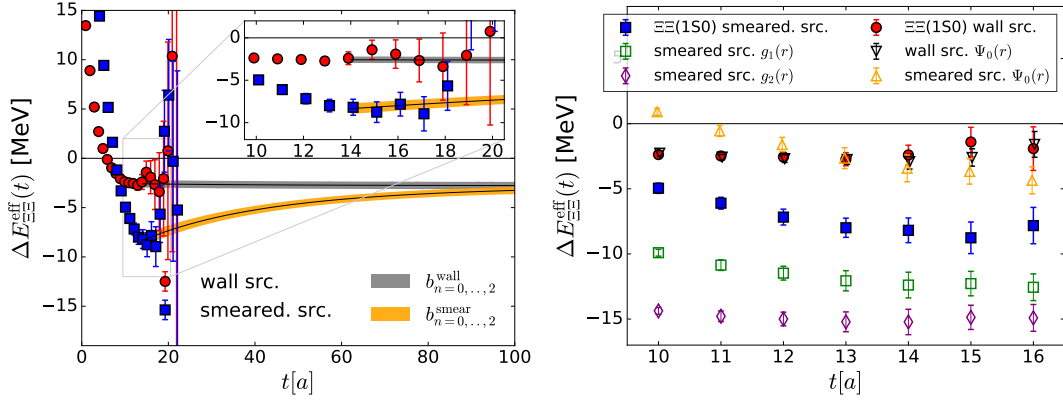 ΔE^eff_ΞΞ(t) [MeV]
15
10
5
0
−5
−10
−15
0 20 40 60 80 100
t[a]
0
−5
−10
10 12 14 16 18 20
wall src.
smeared. src.
b^wall_{n=0,..,2}
b^smear_{n=0,..,2}
ΔE^eff_ΞΞ(t) [MeV]
ΞΞ(1S0) smeared. src.
smeared src. g₁(r)
smeared src. g₂(r)
ΞΞ(1S0) wall src.
wall src. Ψ₀(r)
smeared src. Ψ₀(r)
5
0
−5
−10
−15
10 11 12 13 14 15 16
t[a]